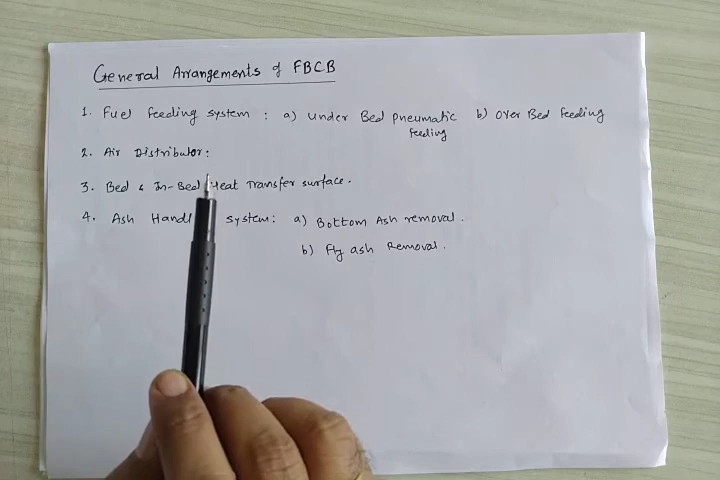 General Arrangements of FBCB
1. Fuel feeding system : a) Under Bed pneumatic feeding b) Over Bed feeding
2. Air Distributor:
3. Bed & In-Bed Heat Transfer surface.
4. Ash Handl system: a) Bottom Ash removal.
b) Fly ash Removal.